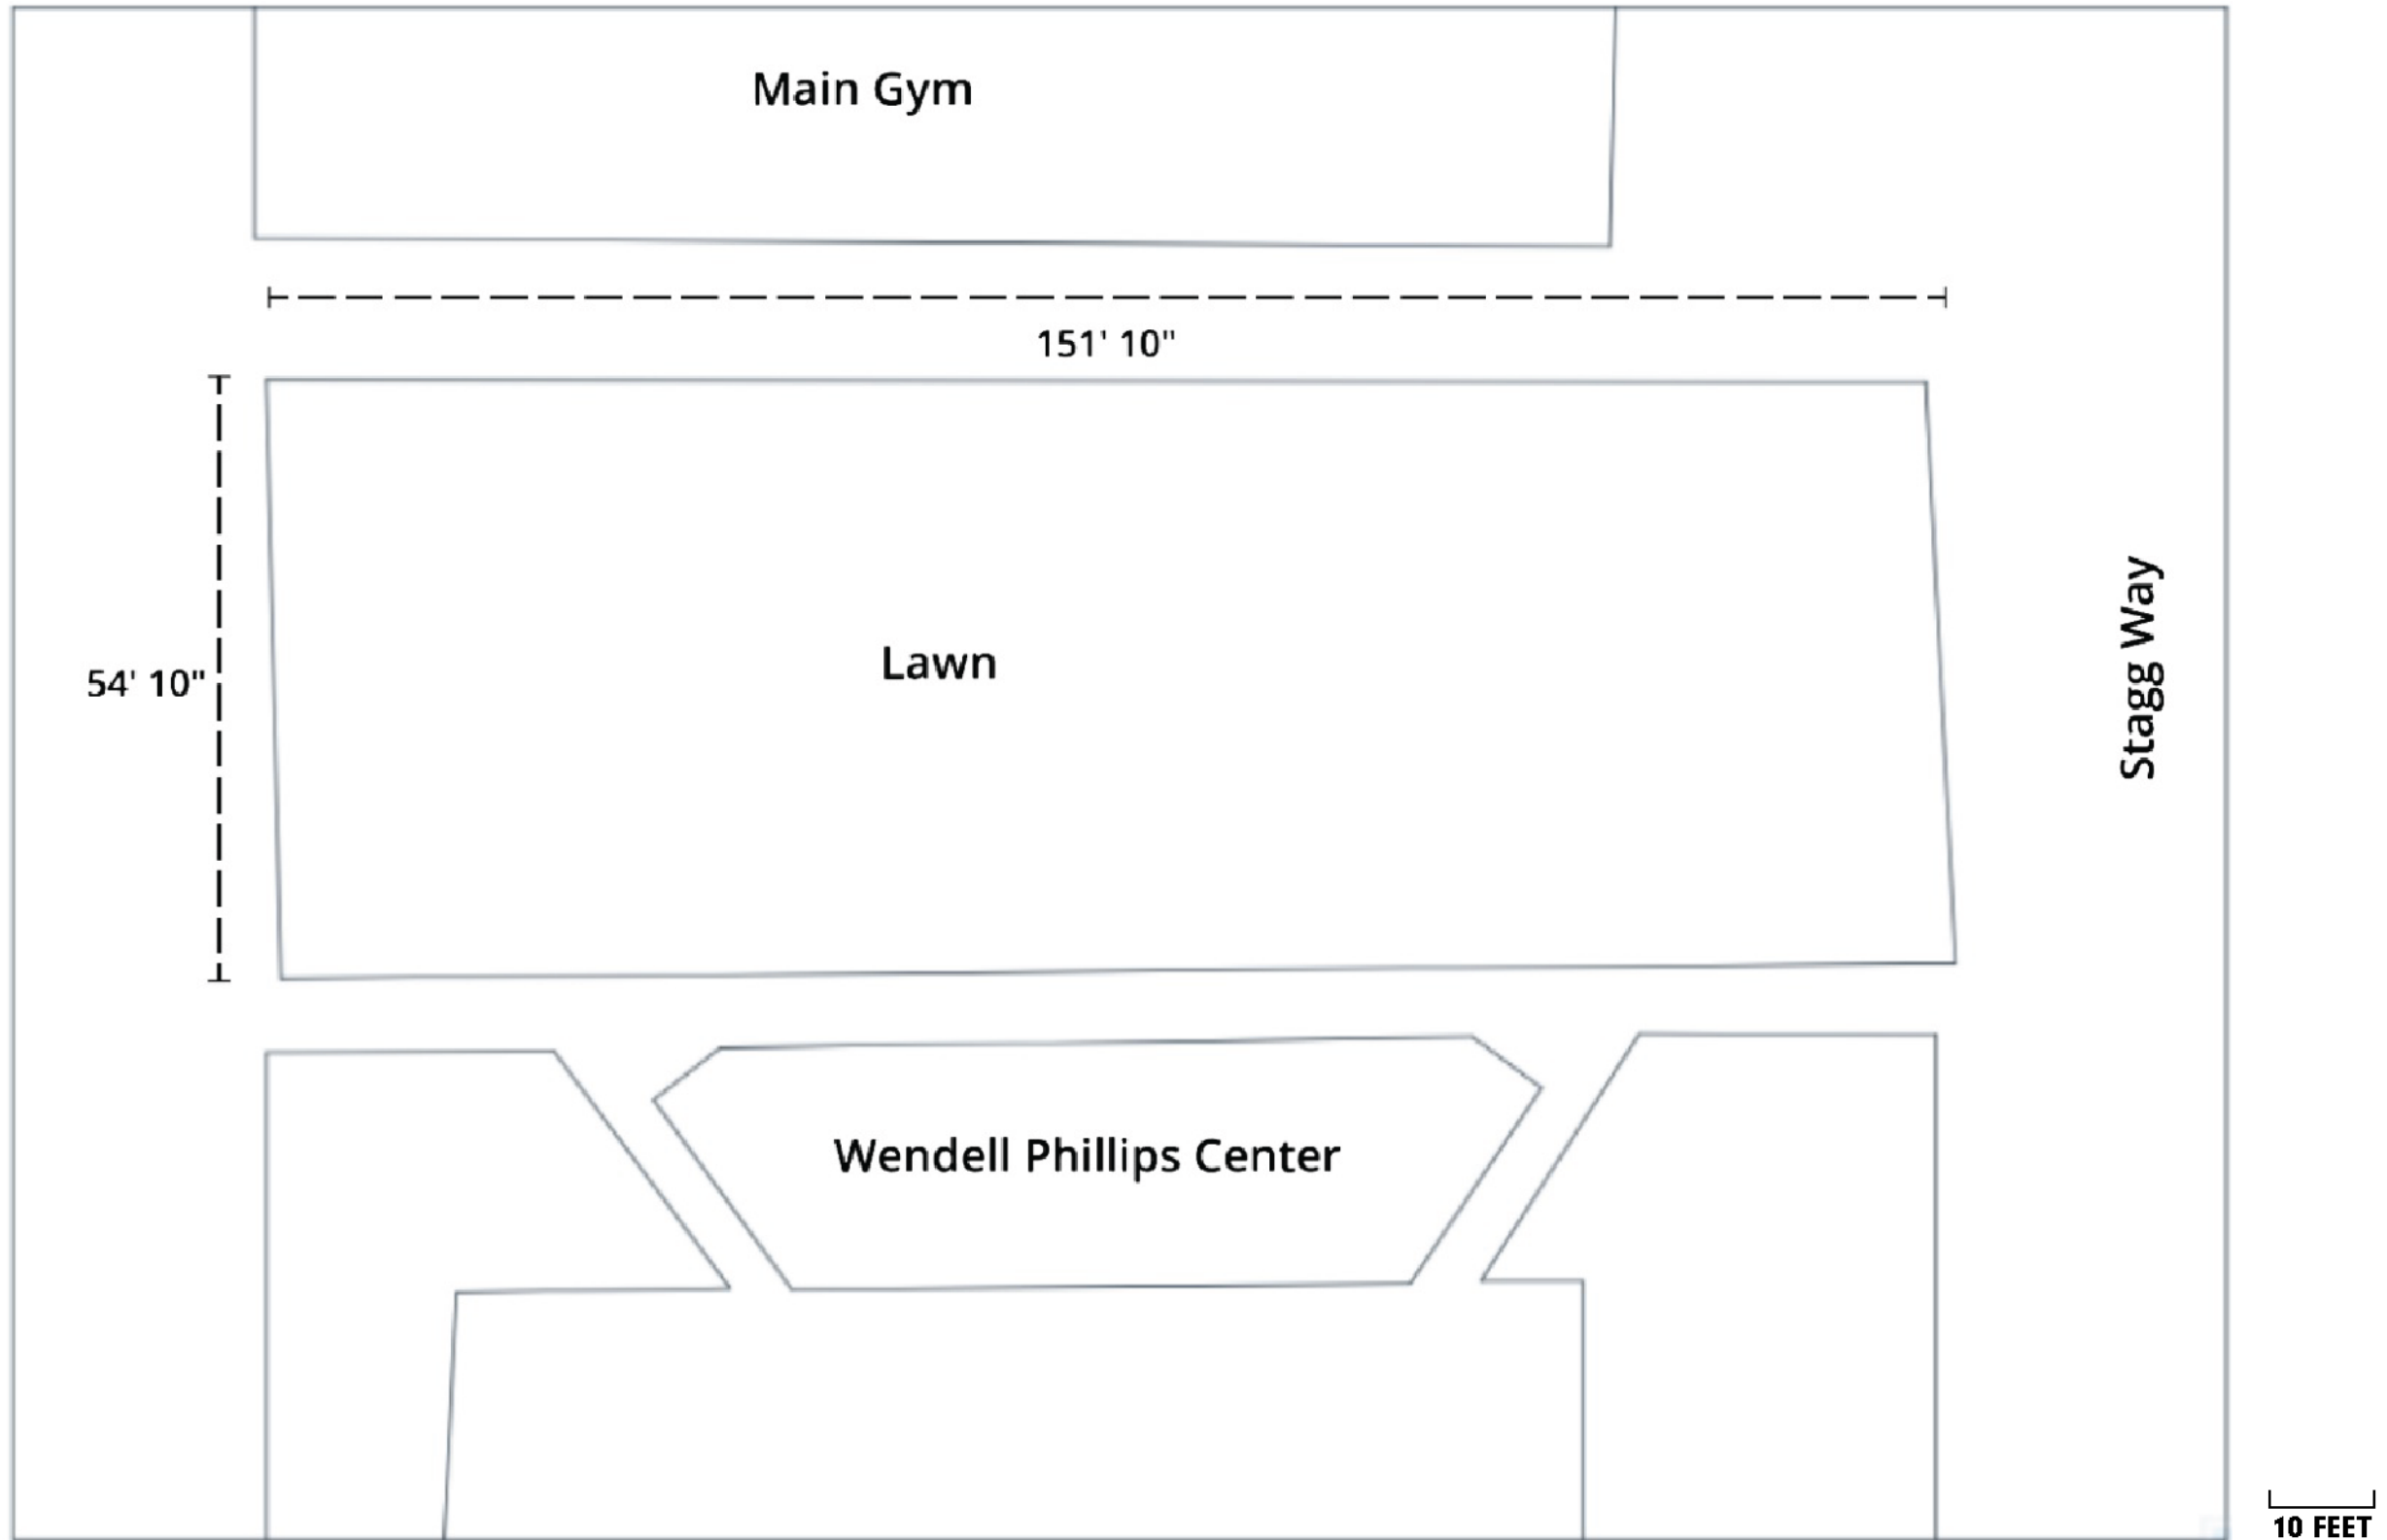 Main Gym
151' 10"
Lawn
54' 10"
Stagg Way
Wendell Phillips Center
10 FEET